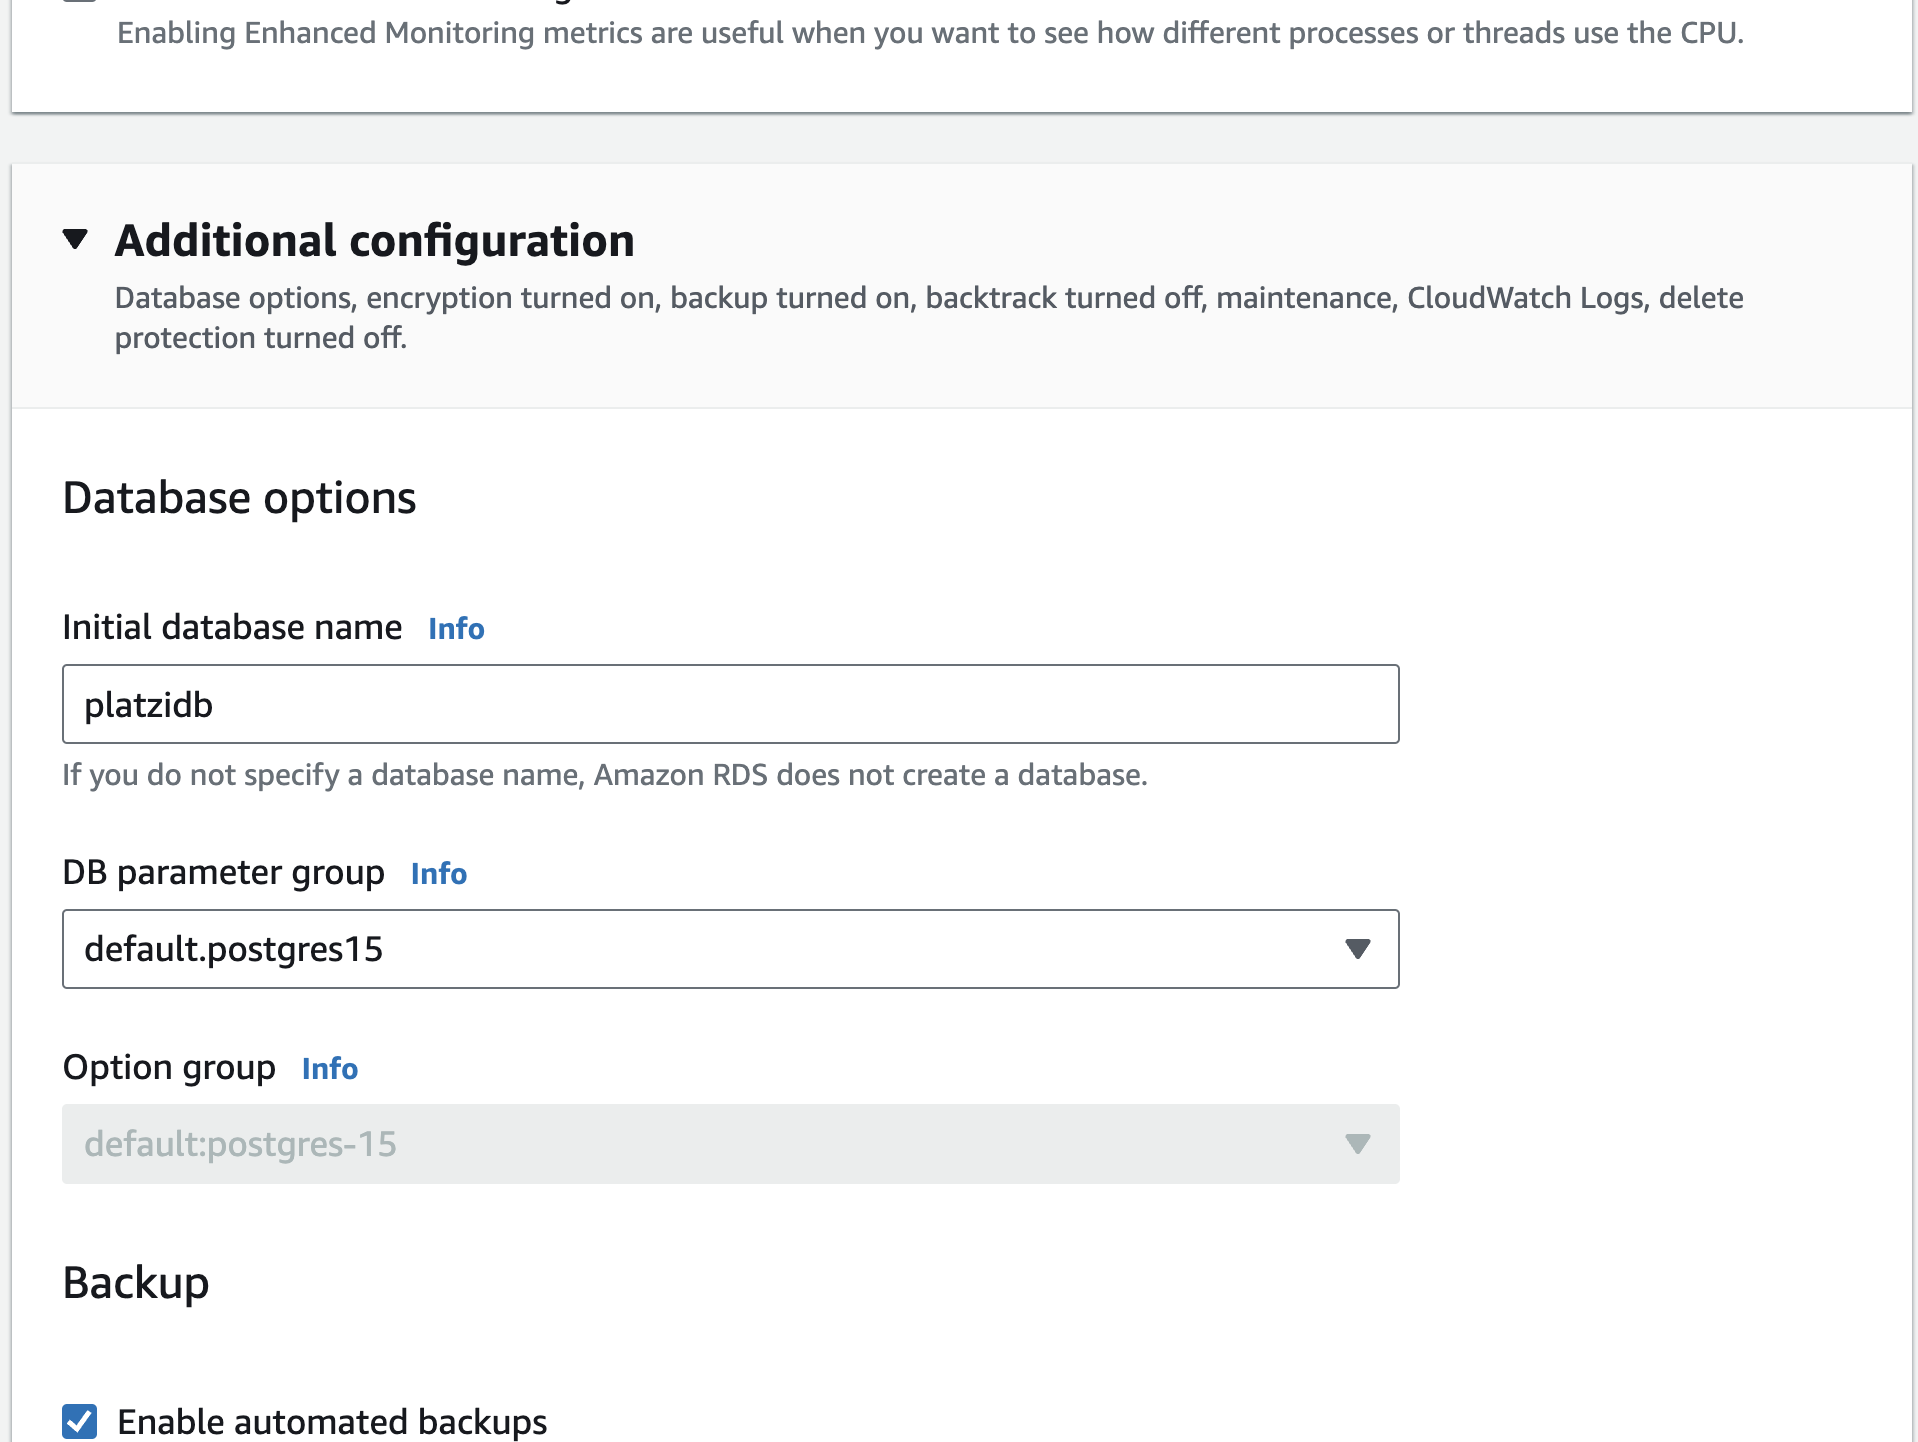 Enabling Enhanced Monitoring metrics are useful when you want to see how different processes or threads use the CPU.
Additional configuration
Database options, encryption turned on, backup turned on, backtrack turned off, maintenance, CloudWatch Logs, delete
protection turned off.
Database options
Initial database name Info
platzidb
If you do not specify a database name, Amazon RDS does not create a database.
DB parameter group Info
default.postgres15
Option group Info
default:postgres-15
Backup
Enable automated backups